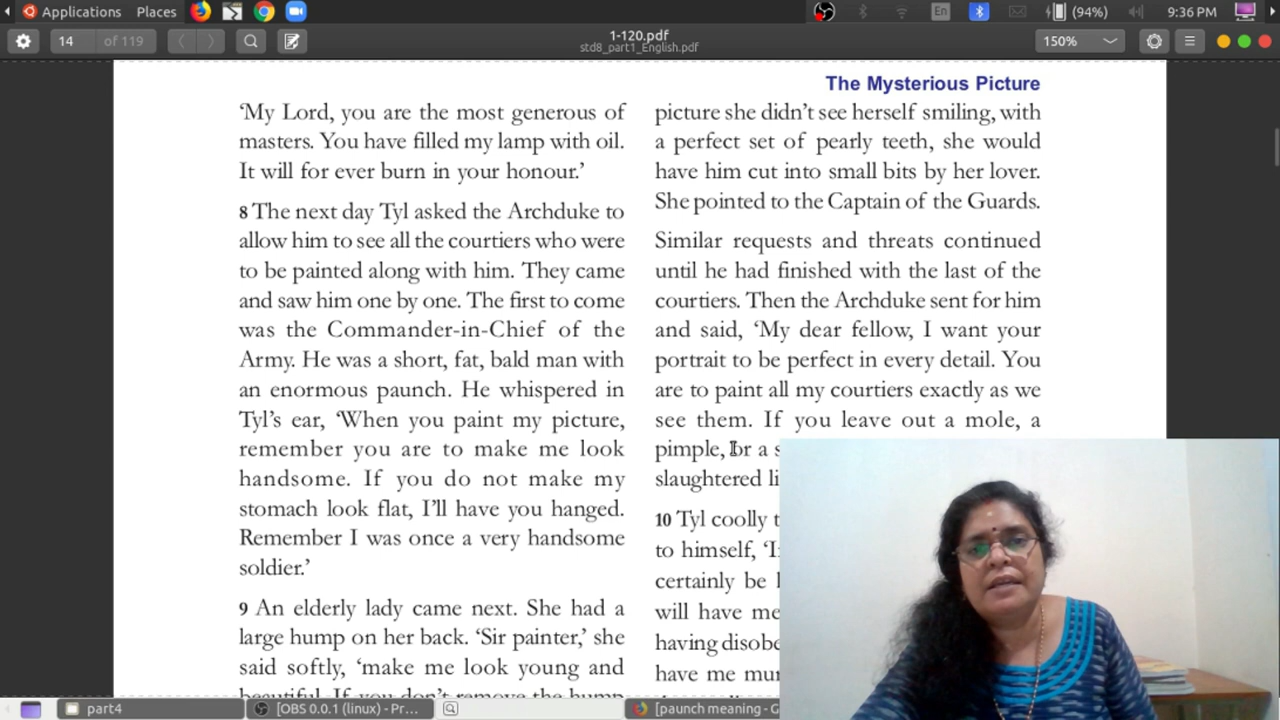 Applications Places En (94%) 9:36 PM
14 of 119
1-120.pdf
std8_part1_English.pdf
150%
The Mysterious Picture
‘My Lord, you are the most generous of
masters. You have filled my lamp with oil.
It will for ever burn in your honour.’
8 The next day Tyl asked the Archduke to
allow him to see all the courtiers who were
to be painted along with him. They came
and saw him one by one. The first to come
was the Commander-in-Chief of the
Army. He was a short, fat, bald man with
an enormous paunch. He whispered in
Tyl’s ear, ‘When you paint my picture,
remember you are to make me look
handsome. If you do not make my
stomach look flat, I’ll have you hanged.
Remember I was once a very handsome
soldier.’
9 An elderly lady came next. She had a
large hump on her back. ‘Sir painter,’ she
said softly, ‘make me look young and
beautiful. If you don’t remove the hump
picture she didn’t see herself smiling, with
a perfect set of pearly teeth, she would
have him cut into small bits by her lover.
She pointed to the Captain of the Guards.
Similar requests and threats continued
until he had finished with the last of the
courtiers. Then the Archduke sent for him
and said, ‘My dear fellow, I want your
portrait to be perfect in every detail. You
are to paint all my courtiers exactly as we
see them. If you leave out a mole, a
pimple, or a
slaughtered
10 Tyl coolly
to himself,
certainly be
will have me
having
have me
part4
[OBS 0.0.1 (linux) - Pr...
[paunch meaning - G